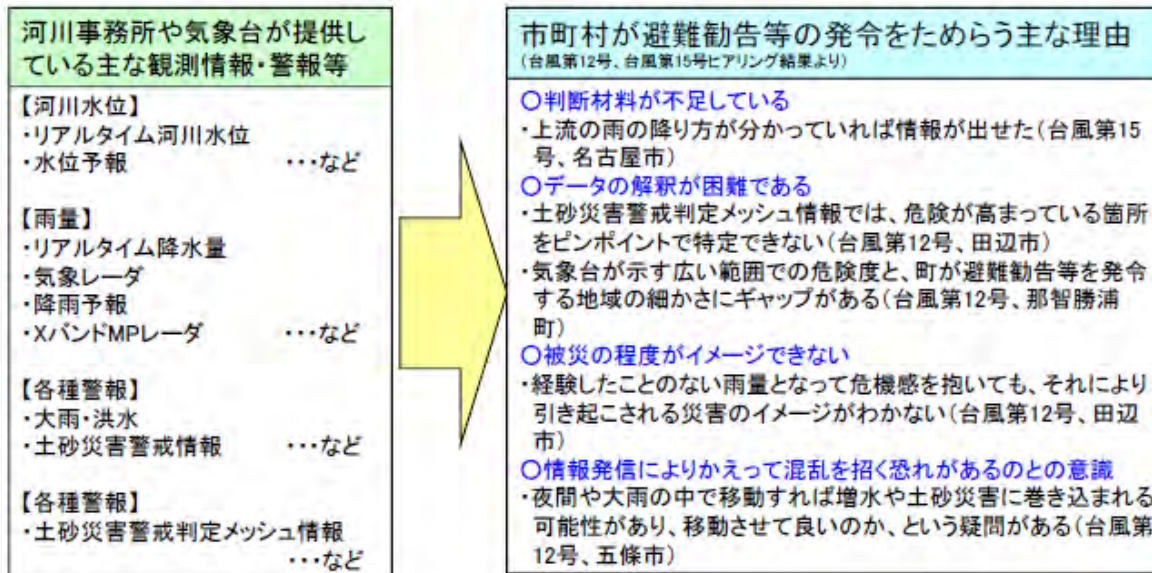 河川事務所や気象台が提供し
ている主な観測情報・警報等
【河川水位】
・リアルタイム河川水位
・水位予報 ・・・など
【雨量】
・リアルタイム降水量
・気象レーダ
・降雨予報
・XバンドMPレーダ ・・・など
【各種警報】
・大雨・洪水
・土砂災害警戒情報 ・・・など
【各種警報】
・土砂災害警戒判定メッシュ情報
・・・など
市町村が避難勧告等の発令をためらう主な理由
(台風第12号、台風第15号ヒアリング結果より)
○判断材料が不足している
・上流の雨の降り方が分かっていれば情報が出せた(台風第15
号、名古屋市)
○データの解釈が困難である
・土砂災害警戒判定メッシュ情報では、危険が高まっている箇所
をピンポイントで特定できない(台風第12号、田辺市)
・気象台が示す広い範囲での危険度と、町が避難勧告等を発令
する地域の細かさにギャップがある(台風第12号、那智勝浦
町)
○被災の程度がイメージできない
・経験したことのない雨量となって危機感を抱いても、それにより
引き起こされる災害のイメージがわかない(台風第12号、田辺
市)
○情報発信によりかえって混乱を招く恐れがあるのとの意識
・夜間や大雨の中で移動すれば増水や土砂災害に巻き込まれる
可能性があり、移動させて良いのか、という疑問がある(台風第
12号、五條市)